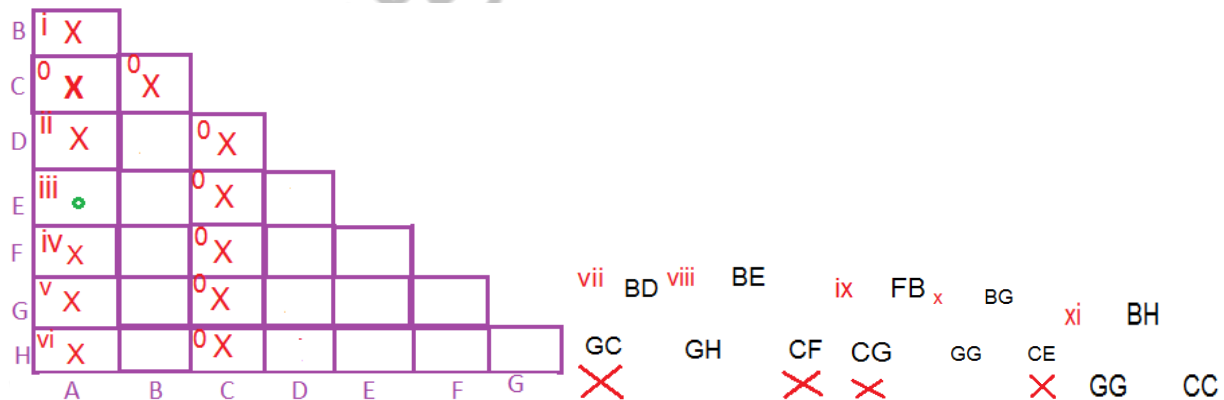 B i X
C 0 X 0 X
D ii X 0 X
E iii 0 X
F iv X 0 X
G v X 0 X
H vi X 0 X
A B C D E F G
vii BD viii BE ix FB x BG xi BH
GC GH CF CG GG CE GG CC